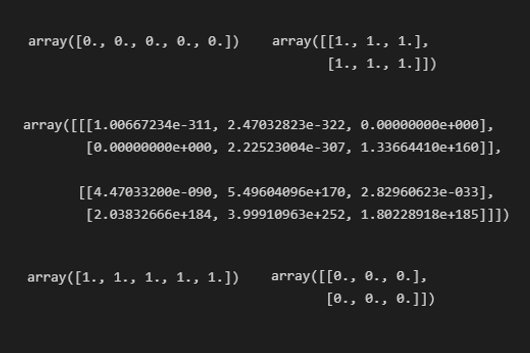 array([0., 0., 0., 0., 0.])
array([[1., 1., 1.],
[1., 1., 1.]])
array([[[1.00667234e-311, 2.47032823e-322, 0.00000000e+000],
[0.00000000e+000, 2.22523004e-307, 1.33664410e+160]],
[[4.47033200e-090, 5.49604096e+170, 2.82960623e-033],
[2.03832666e+184, 3.99910963e+252, 1.80228918e+185]]])
array([1., 1., 1., 1., 1.])
array([[0., 0., 0.],
[0., 0., 0.]])